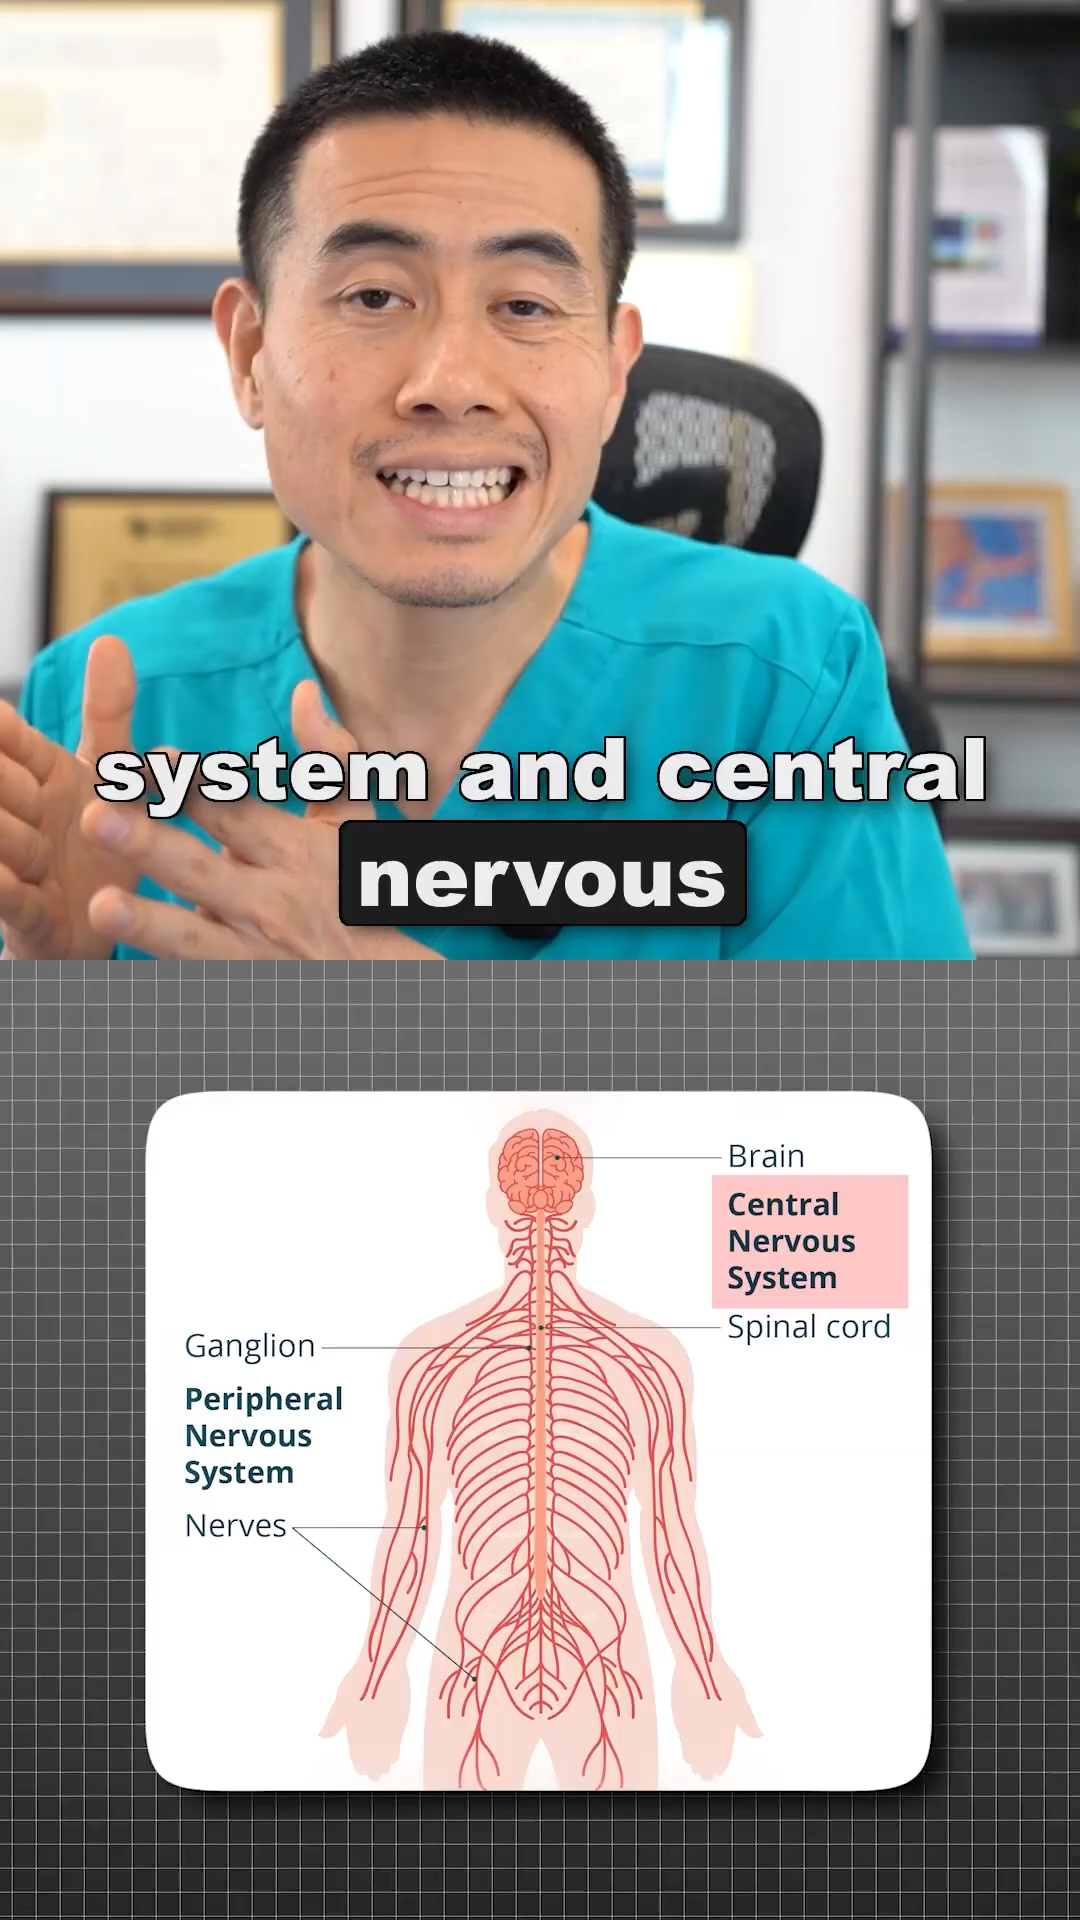 system and central
nervous
Brain
Central
Nervous
System
Spinal cord
Ganglion
Peripheral
Nervous
System
Nerves